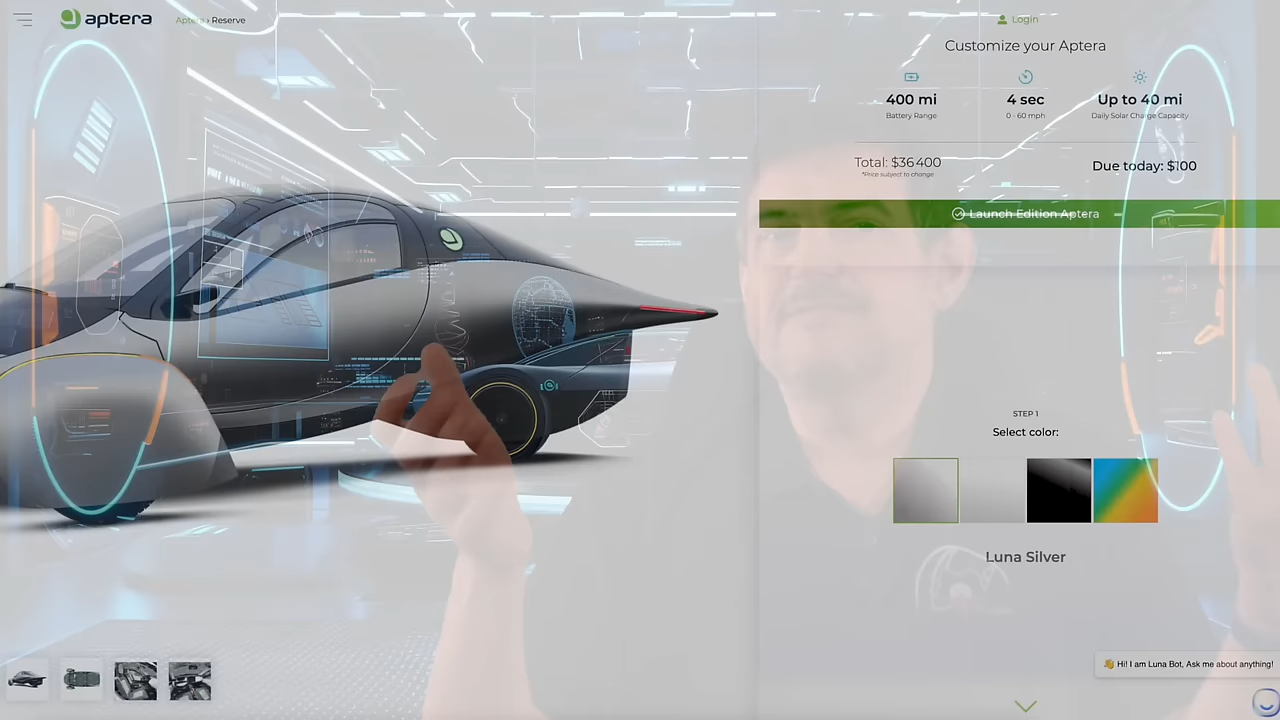 aptera
Aptera › Reserve
Login
Customize your Aptera
400 mi
Battery Range
4 sec
0 - 60 mph
Up to 40 mi
Daily Solar Charge Capacity
Total: $36400
*Price subject to change
Due today: $100
Launch Edition Aptera
STEP 1
Select color:
Luna Silver
👋 Hi! I am Luna Bot, Ask me about anything!